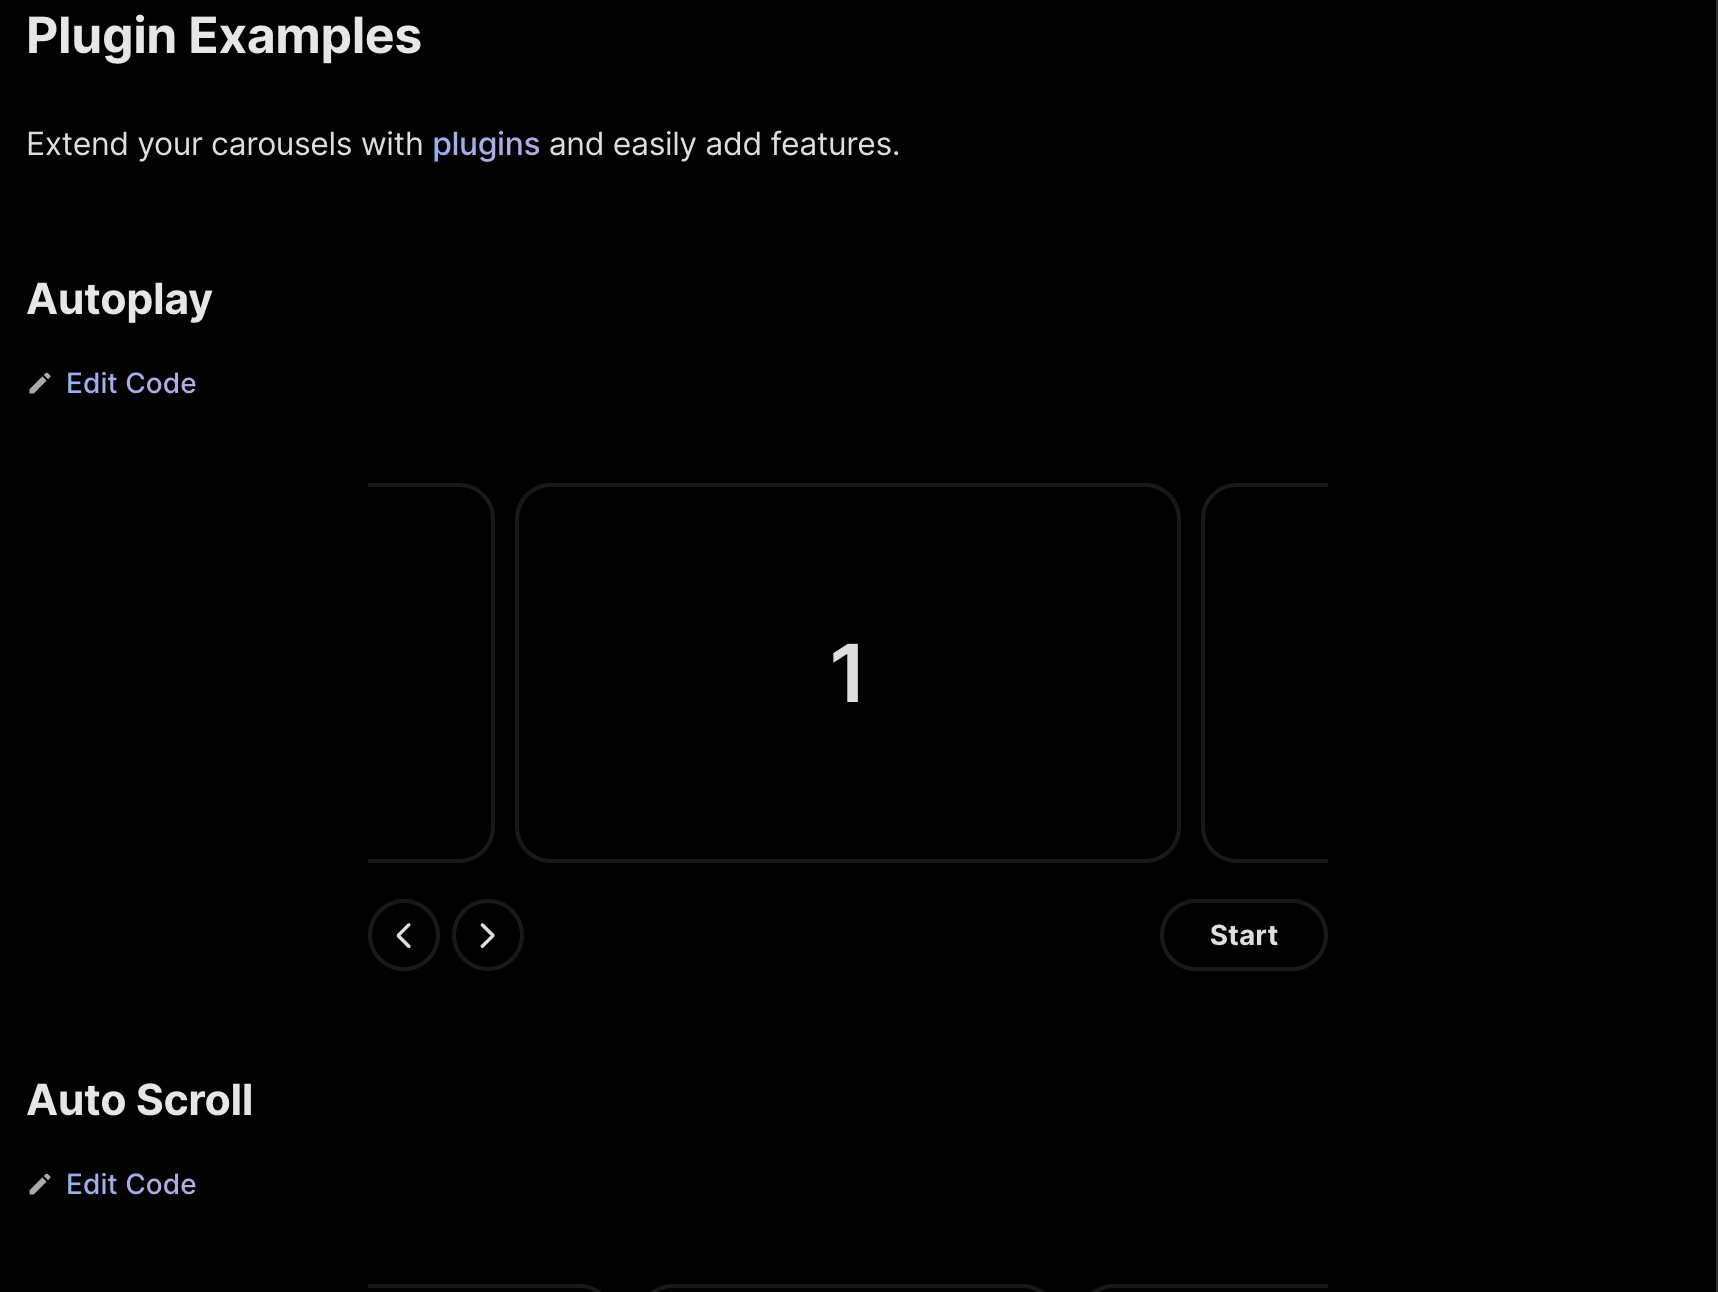 Plugin Examples
Extend your carousels with plugins and easily add features.
Autoplay
Edit Code
1
Start
Auto Scroll
Edit Code